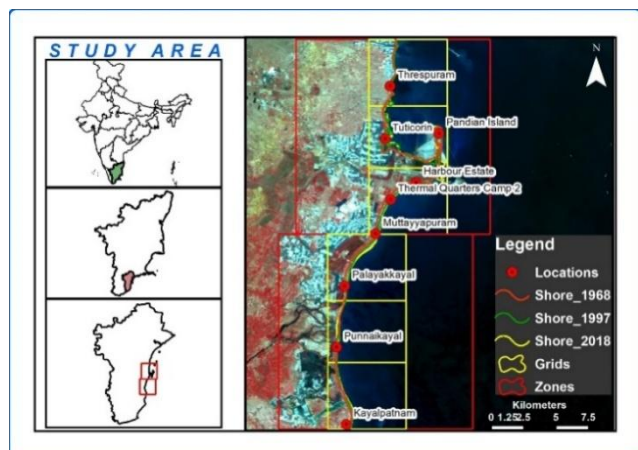 STUDY AREA
N
Threspuram
Pandian Island
Tuticorin
Harbour Estate
Thermal Quarters Camp-2
Muttayyapuram
Palayakkayal
Punnaikayal
Kayalpatnam
Legend
Locations
Shore_1968
Shore_1997
Shore_2018
Grids
Zones
Kilometers
0 1.25 2.5 5 7.5